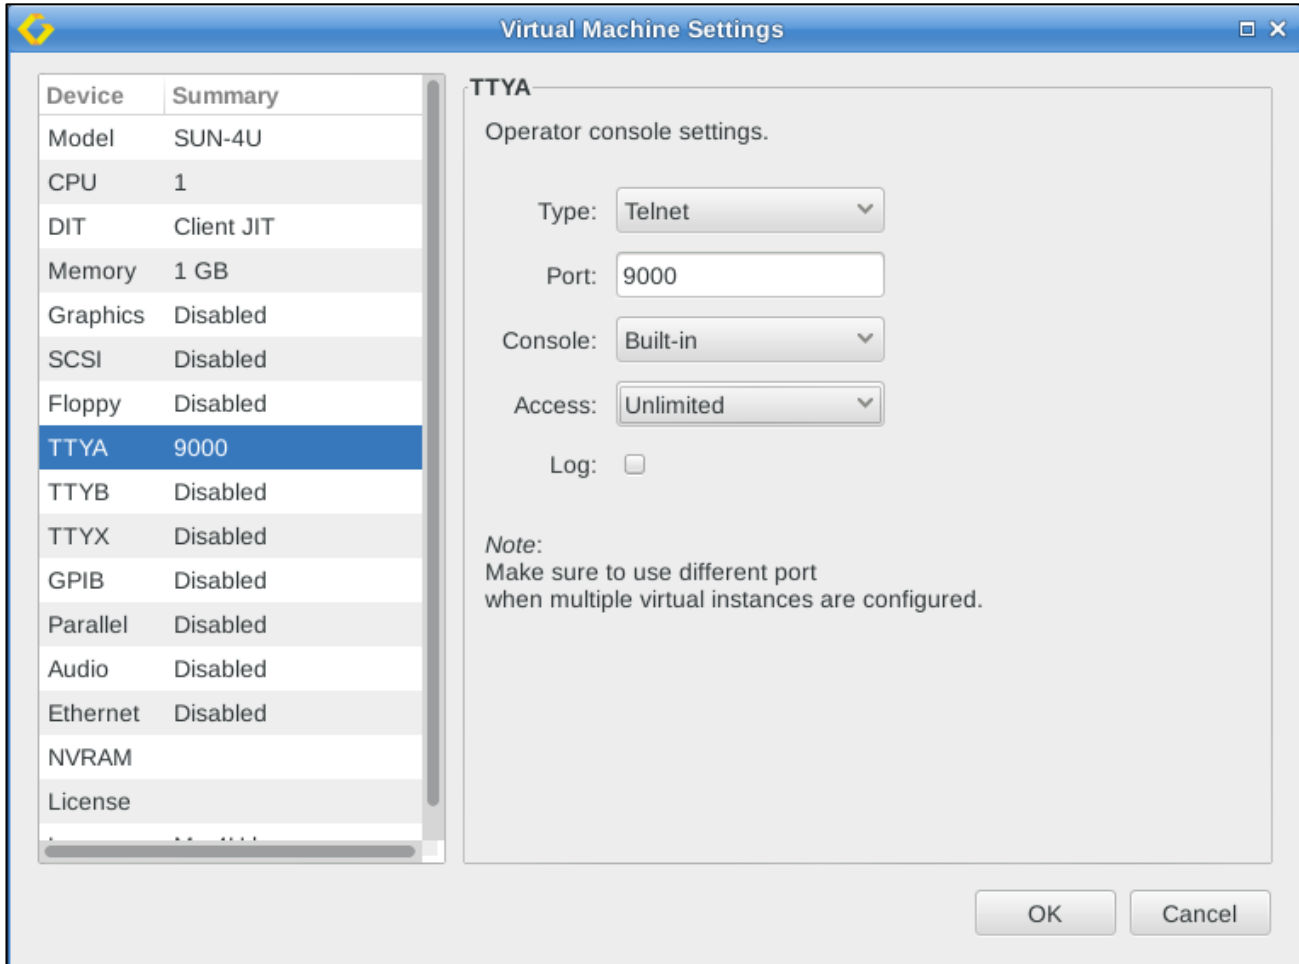 Virtual Machine Settings
Device Summary
Model SUN-4U
CPU 1
DIT Client JIT
Memory 1 GB
Graphics Disabled
SCSI Disabled
Floppy Disabled
TTYA 9000
TTYB Disabled
TTYX Disabled
GPIB Disabled
Parallel Disabled
Audio Disabled
Ethernet Disabled
NVRAM
License
TTYA
Operator console settings.
Type: Telnet
Port: 9000
Console: Built-in
Access: Unlimited
Log:
Note:
Make sure to use different port
when multiple virtual instances are configured.
OK Cancel